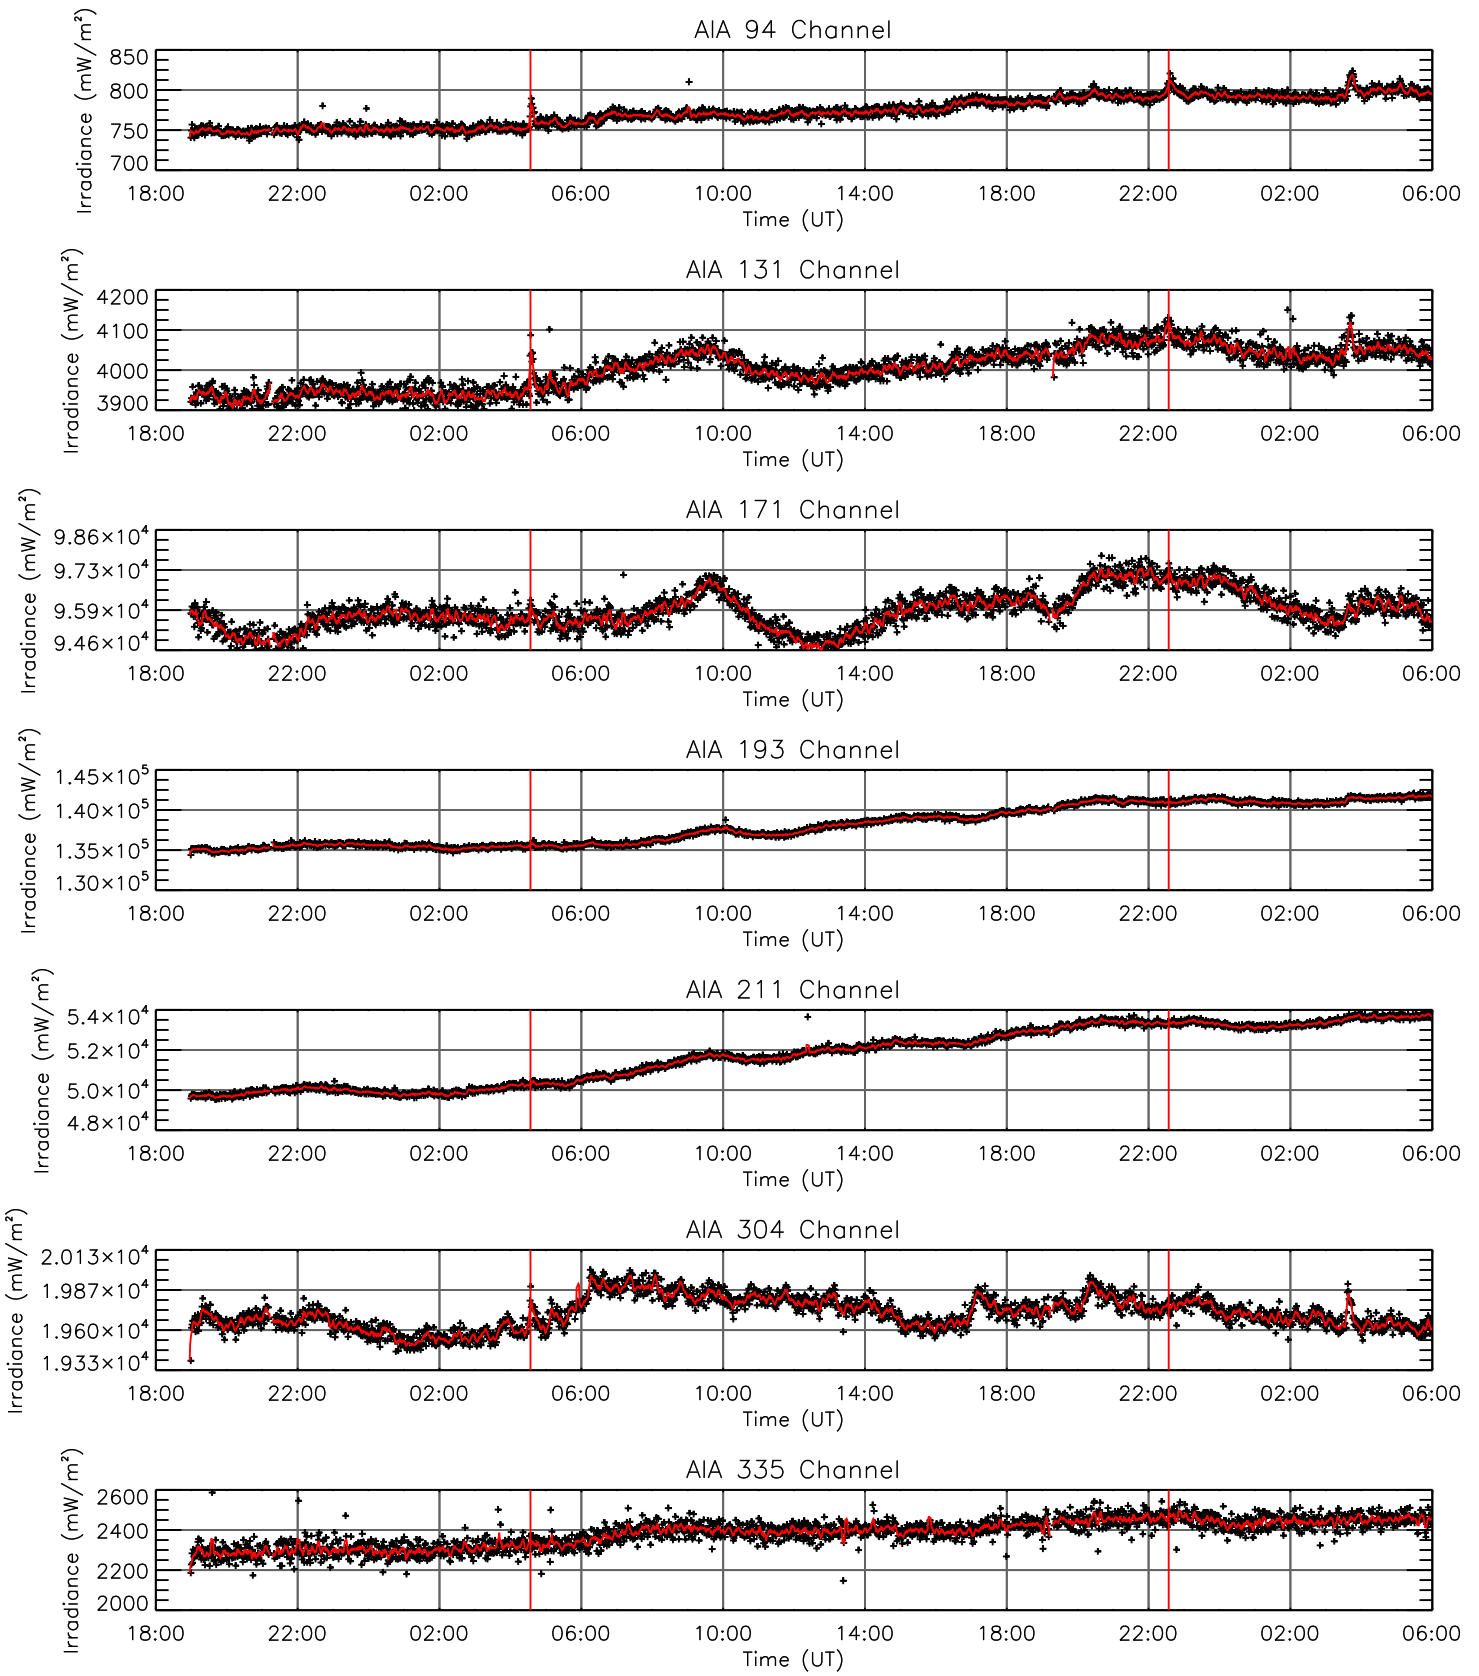 AIA 94 Channel
Irradiance (mW/m²)
850
800
750
700
18:00 22:00 02:00 06:00 10:00 14:00 18:00 22:00 02:00 06:00
Time (UT)
AIA 131 Channel
Irradiance (mW/m²)
4200
4100
4000
3900
18:00 22:00 02:00 06:00 10:00 14:00 18:00 22:00 02:00 06:00
Time (UT)
AIA 171 Channel
Irradiance (mW/m²)
9.86×10⁴
9.73×10⁴
9.59×10⁴
9.46×10⁴
18:00 22:00 02:00 06:00 10:00 14:00 18:00 22:00 02:00 06:00
Time (UT)
AIA 193 Channel
Irradiance (mW/m²)
1.45×10⁵
1.40×10⁵
1.35×10⁵
1.30×10⁵
18:00 22:00 02:00 06:00 10:00 14:00 18:00 22:00 02:00 06:00
Time (UT)
AIA 211 Channel
Irradiance (mW/m²)
5.4×10⁴
5.2×10⁴
5.0×10⁴
4.8×10⁴
18:00 22:00 02:00 06:00 10:00 14:00 18:00 22:00 02:00 06:00
Time (UT)
AIA 304 Channel
Irradiance (mW/m²)
2.013×10⁴
1.987×10⁴
1.960×10⁴
1.933×10⁴
18:00 22:00 02:00 06:00 10:00 14:00 18:00 22:00 02:00 06:00
Time (UT)
AIA 335 Channel
Irradiance (mW/m²)
2600
2400
2200
2000
18:00 22:00 02:00 06:00 10:00 14:00 18:00 22:00 02:00 06:00
Time (UT)